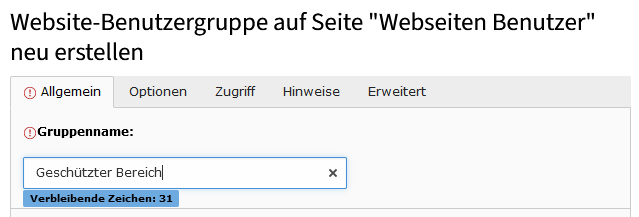 Website-Benutzergruppe auf Seite "Webseiten Benutzer"
neu erstellen
Allgemein Optionen Zugriff Hinweise Erweitert
Gruppenname:
Geschützter Bereich
Verbleibende Zeichen: 31